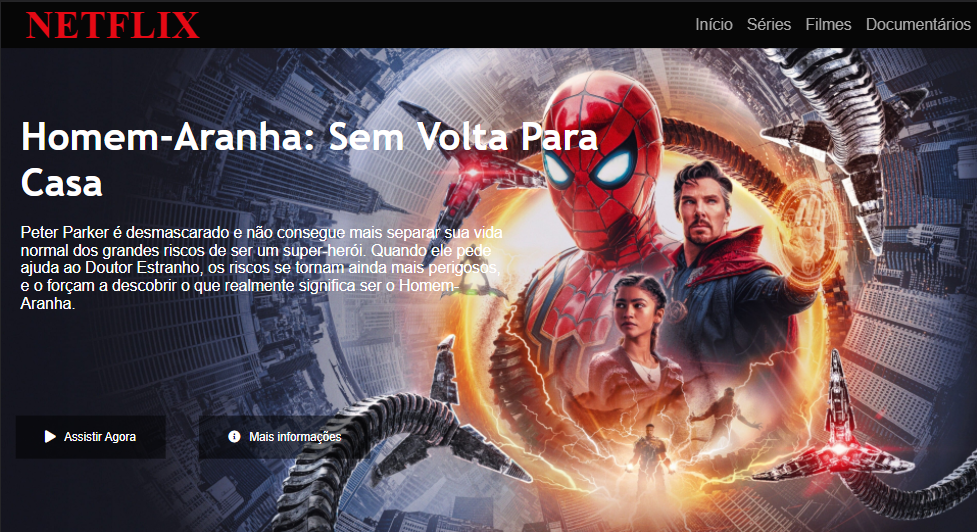 NETFLIX
Início Séries Filmes Documentários
Homem-Aranha: Sem Volta Para
Casa
Peter Parker é desmascarado e não consegue mais separar sua vida
normal dos grandes riscos de ser um super-herói. Quando ele pede
ajuda ao Doutor Estranho, os riscos se tornam ainda mais perigosos,
e o forçam a descobrir o que realmente significa ser o Homem-
Aranha.
Assistir Agora
Mais informações